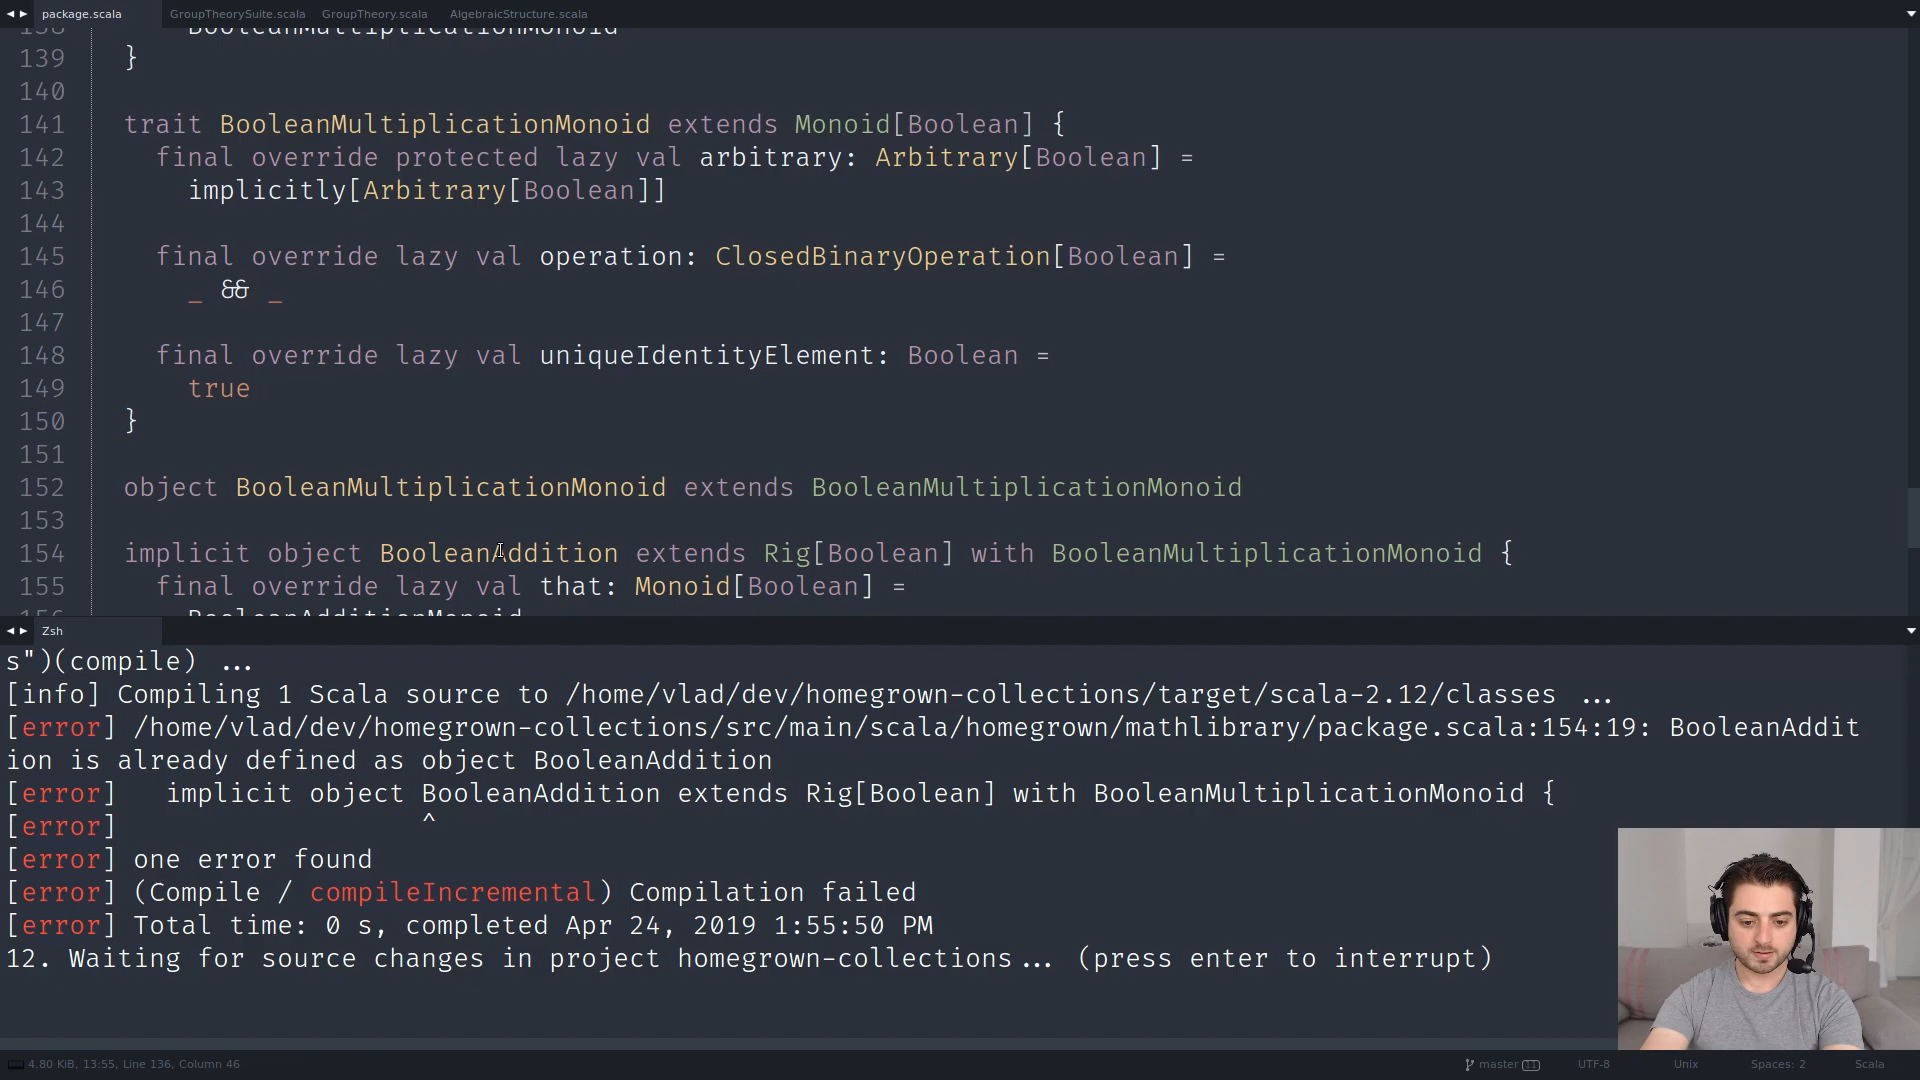 package.scala GroupTheorySuite.scala GroupTheory.scala AlgebraicStructure.scala
138 BooleanMultiplicationMonoid
139 }
140
141 trait BooleanMultiplicationMonoid extends Monoid[Boolean] {
142 final override protected lazy val arbitrary: Arbitrary[Boolean] =
143 implicitly[Arbitrary[Boolean]]
144
145 final override lazy val operation: ClosedBinaryOperation[Boolean] =
146 _ && _
147
148 final override lazy val uniqueIdentityElement: Boolean =
149 true
150 }
151
152 object BooleanMultiplicationMonoid extends BooleanMultiplicationMonoid
153
154 implicit object BooleanAddition extends Rig[Boolean] with BooleanMultiplicationMonoid {
155 final override lazy val that: Monoid[Boolean] =
156 BooleanAdditionMonoid
Zsh
s")(compile) ...
[info] Compiling 1 Scala source to /home/vlad/dev/homegrown-collections/target/scala-2.12/classes ...
[error] /home/vlad/dev/homegrown-collections/src/main/scala/homegrown/mathlibrary/package.scala:154:19: BooleanAddit
ion is already defined as object BooleanAddition
[error] implicit object BooleanAddition extends Rig[Boolean] with BooleanMultiplicationMonoid {
[error] ^
[error] one error found
[error] (Compile / compileIncremental) Compilation failed
[error] Total time: 0 s, completed Apr 24, 2019 1:55:50 PM
12. Waiting for source changes in project homegrown-collections... (press enter to interrupt)
4.80 KiB, 13:55, Line 136, Column 46 master 11 UTF-8 Unix Spaces: 2 Scala